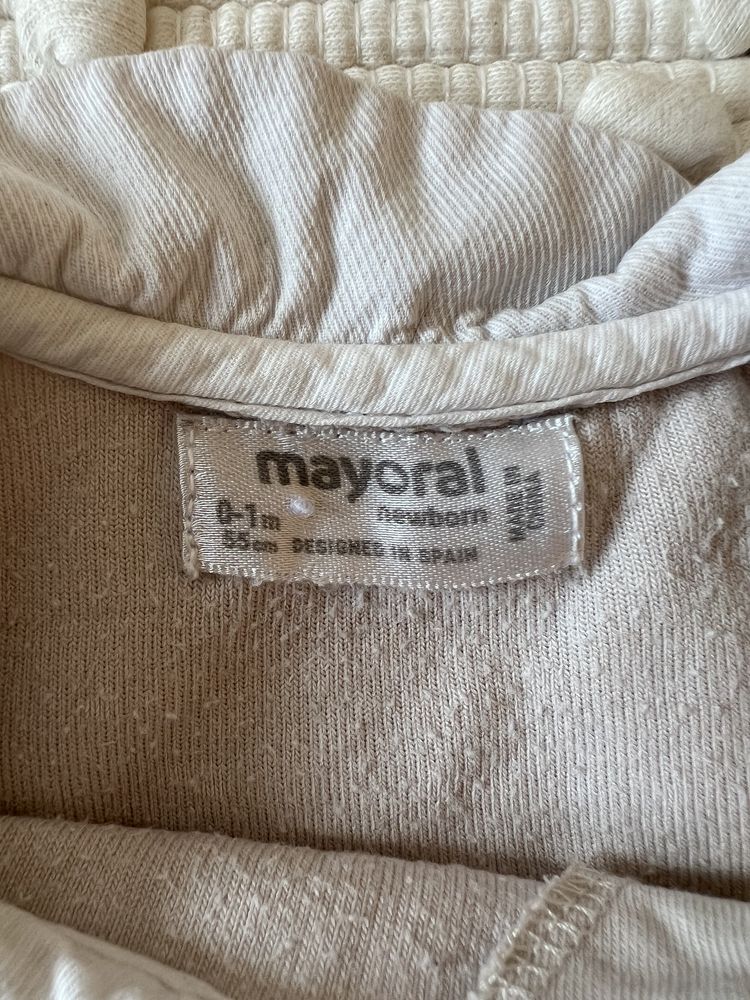 mayoral
0-1m newborn
55cm DESIGNED IN SPAIN
MADE IN
CHINA